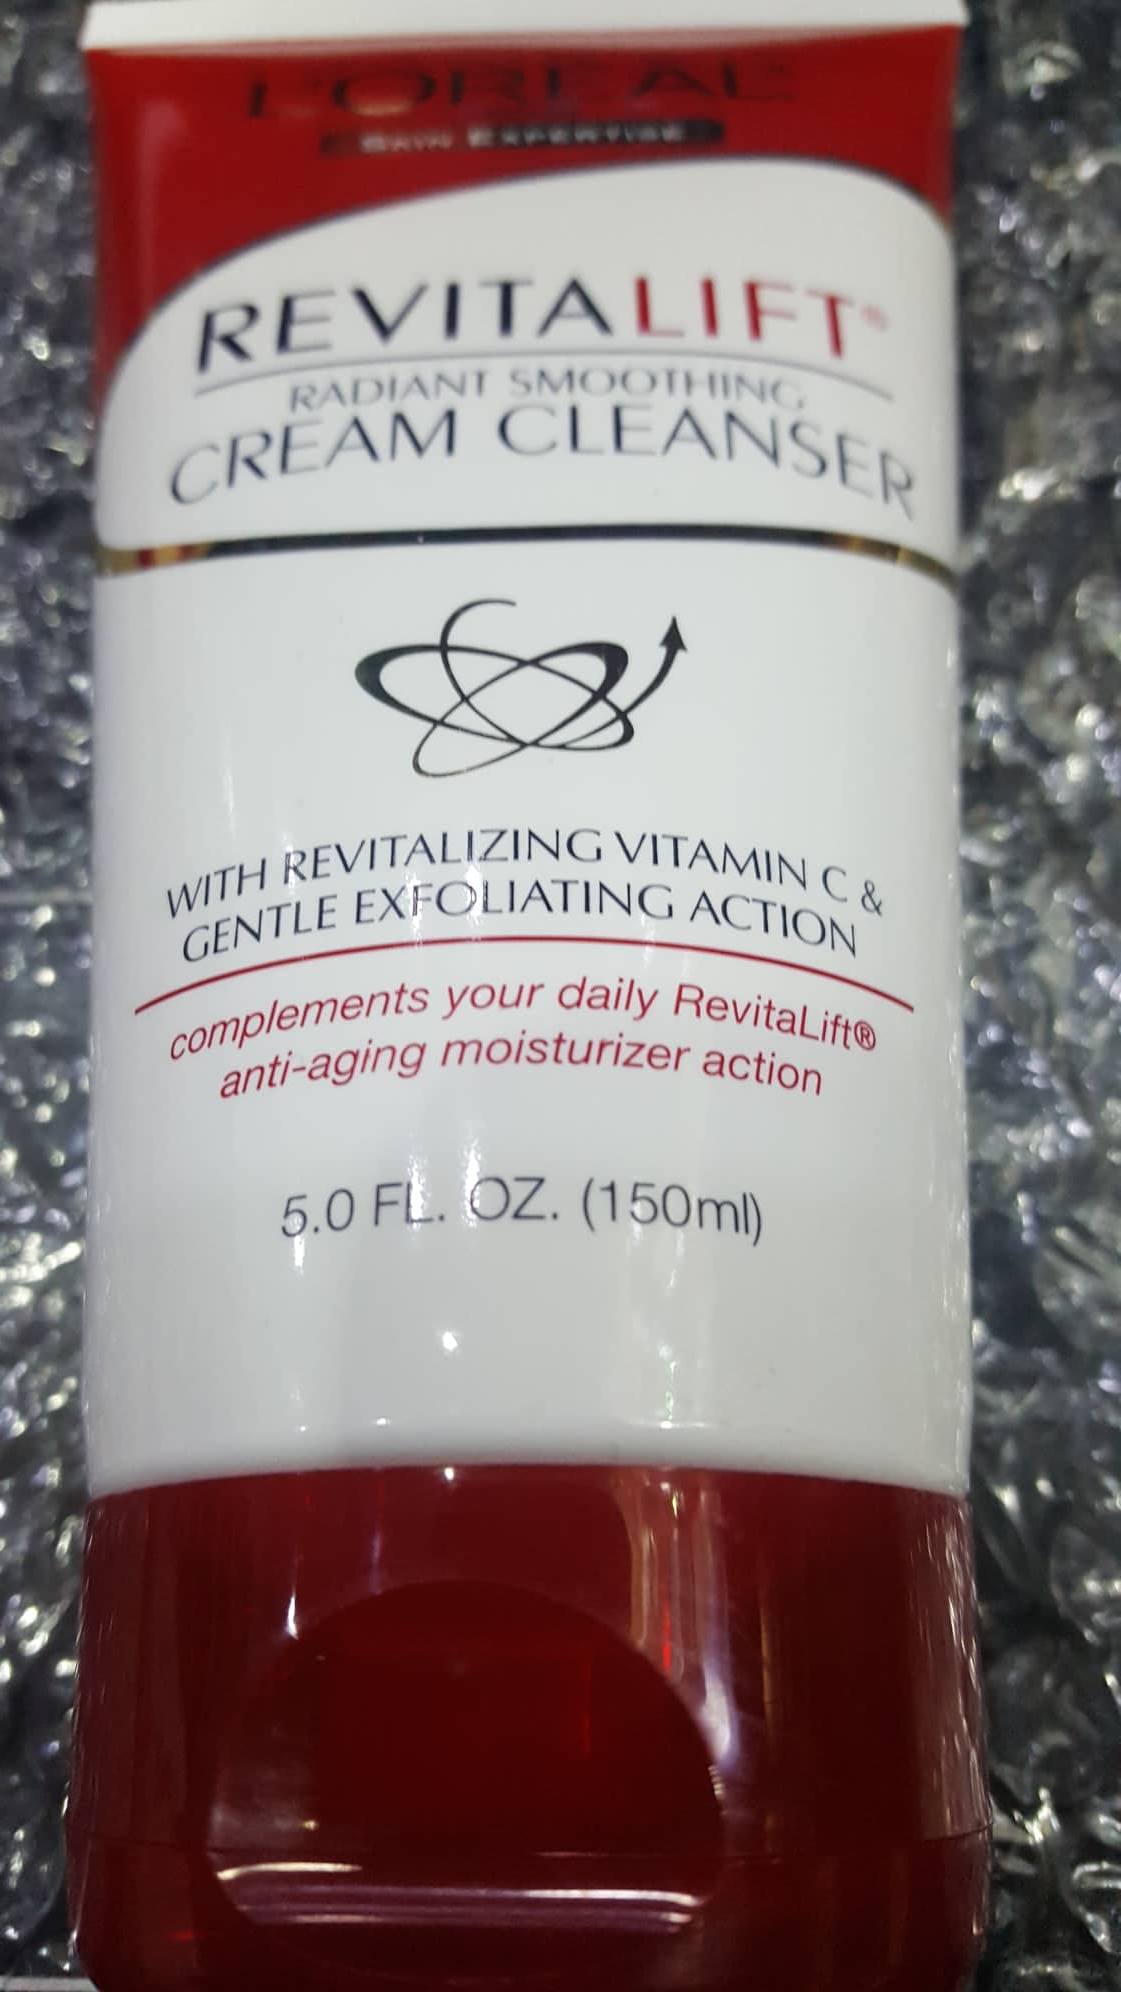 L'ORÉAL®
SKIN EXPERTISE
REVITALIFT®
RADIANT SMOOTHING
CREAM CLEANSER
WITH REVITALIZING VITAMIN C &
GENTLE EXFOLIATING ACTION
complements your daily RevitaLift®
anti-aging moisturizer action
5.0 FL. OZ. (150ml)